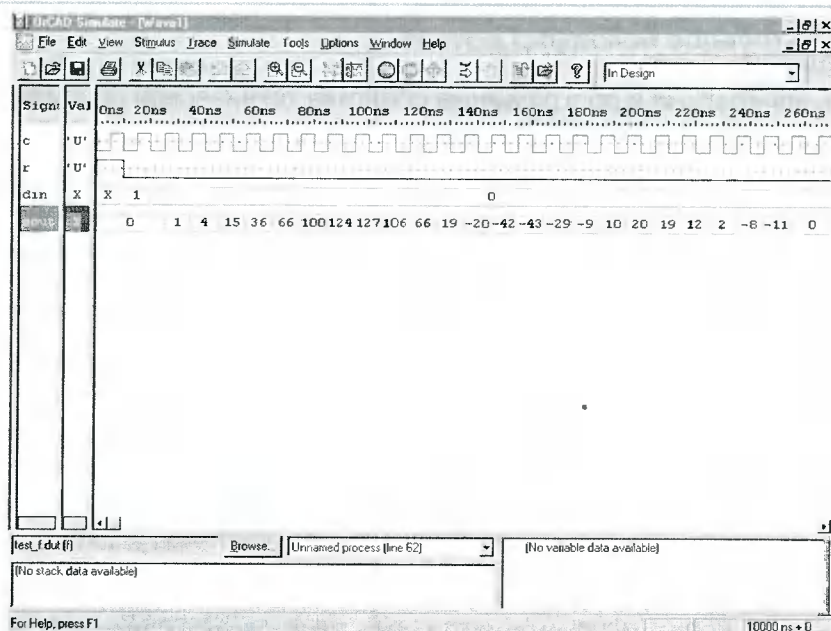 OrCAD Simulate - [Wave1]
File Edit View Stimulus Trace Simulate Tools Options Window Help
In Design
Signa Val 0ns 20ns 40ns 60ns 80ns 100ns 120ns 140ns 160ns 180ns 200ns 220ns 240ns 260ns
c 'U'
r 'U'
din X X 1 0
0 1 4 15 36 66 100 124 127 106 66 19 -20 -42 -43 -29 -9 10 20 19 12 2 -8 -11 0
test_f.dut (f) Browse... Unnamed process (line 62) (No variable data available)
(No stack data available)
For Help, press F1 10000 ns + 0